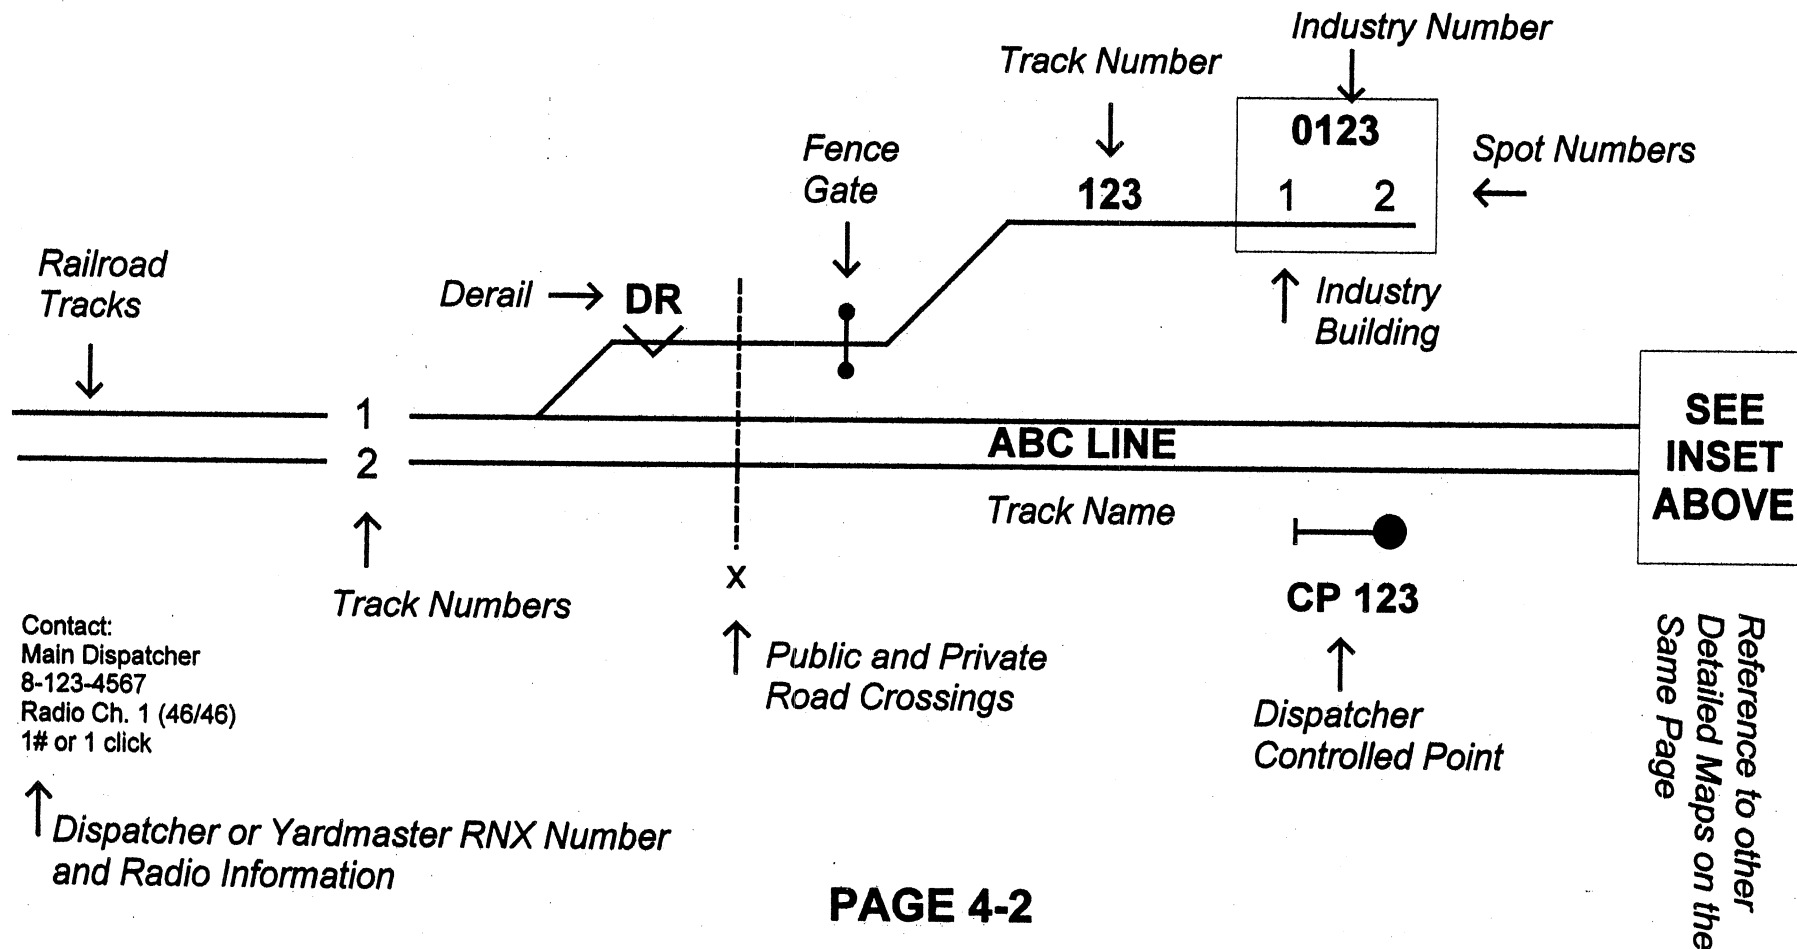 Industry Number
Track Number
0123
Fence
Gate
Spot Numbers
123
1 2
Railroad
Tracks
Derail
DR
Industry
Building
1
2
ABC LINE
SEE
INSET
ABOVE
Track Name
Track Numbers
x
CP 123
Contact:
Main Dispatcher
8-123-4567
Radio Ch. 1 (46/46)
1# or 1 click
Public and Private
Road Crossings
Dispatcher
Controlled Point
Reference to other
Detailed Maps on the
Same Page
Dispatcher or Yardmaster RNX Number
and Radio Information
PAGE 4-2